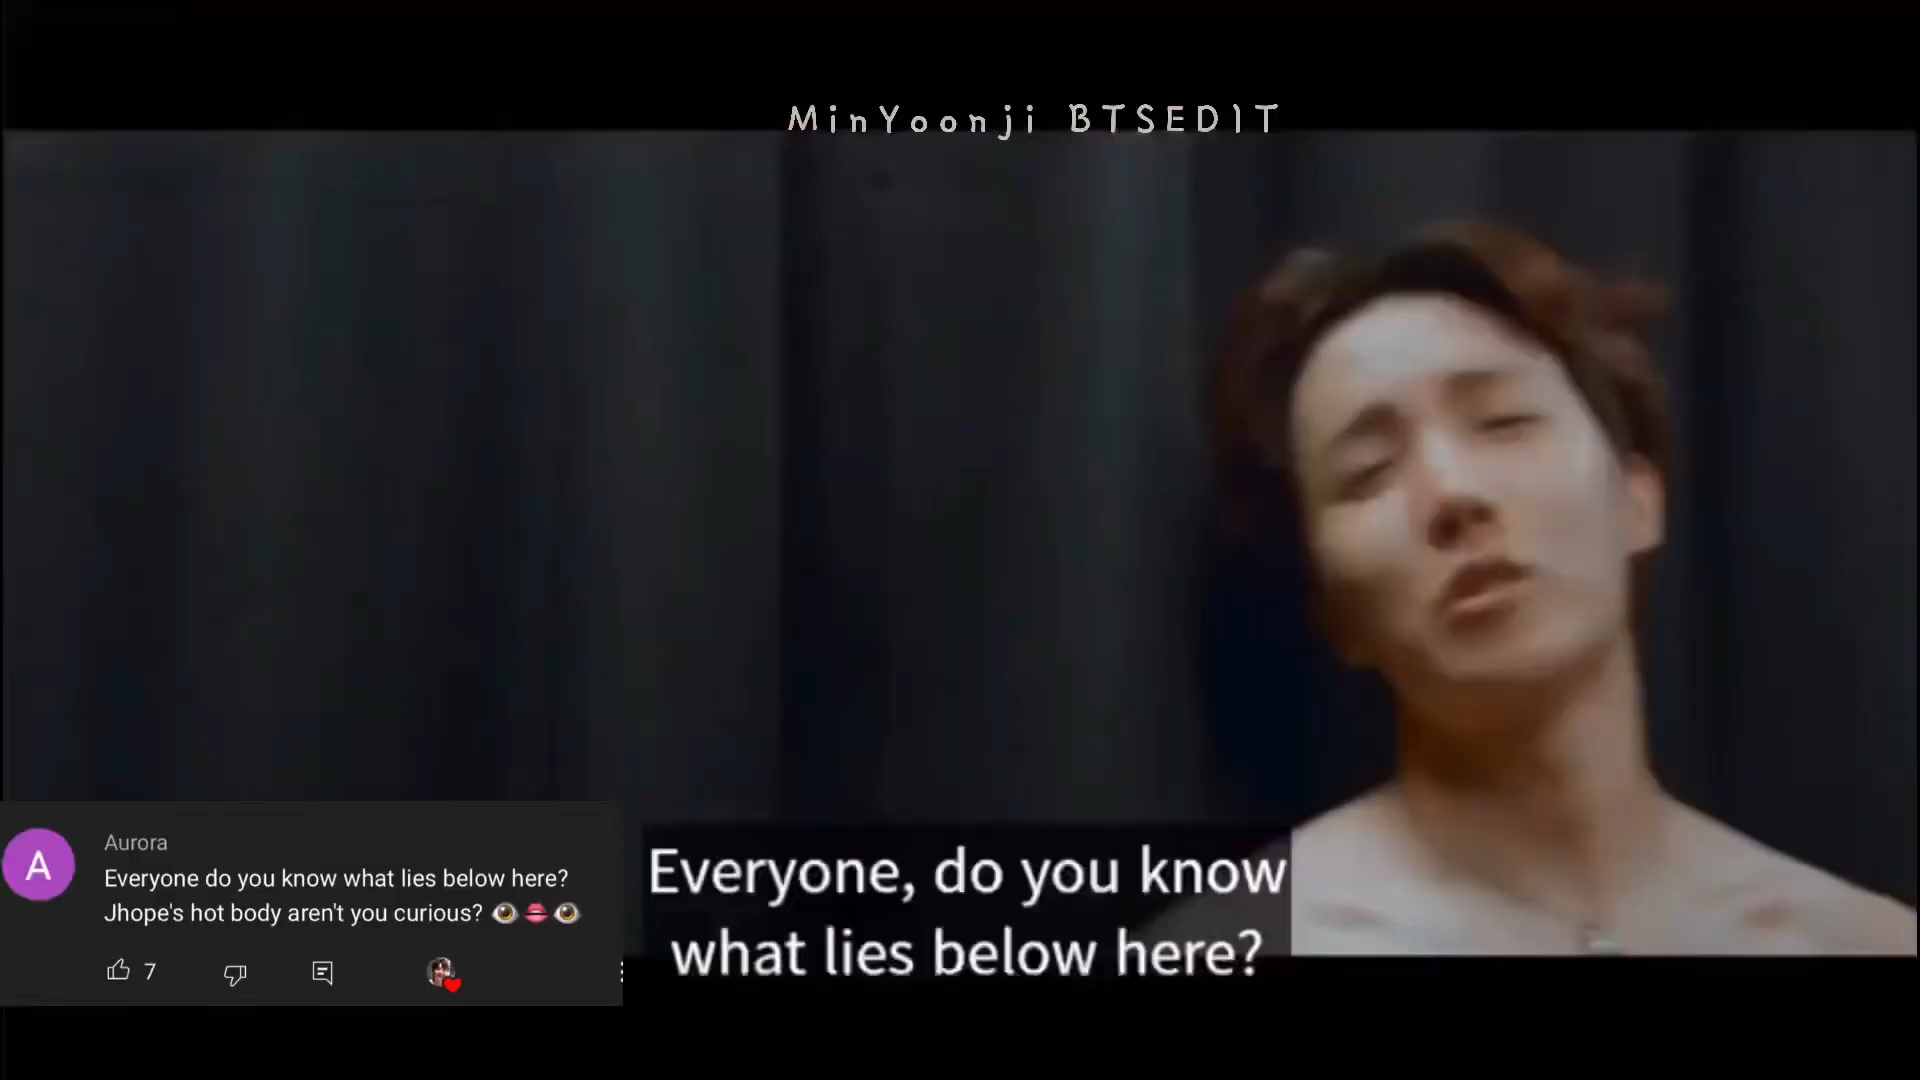 MinYoonji BTSEDIT
Everyone, do you know
what lies below here?
A
Aurora
Everyone do you know what lies below here?
Jhope's hot body aren't you curious? 👁️👄👁️
7